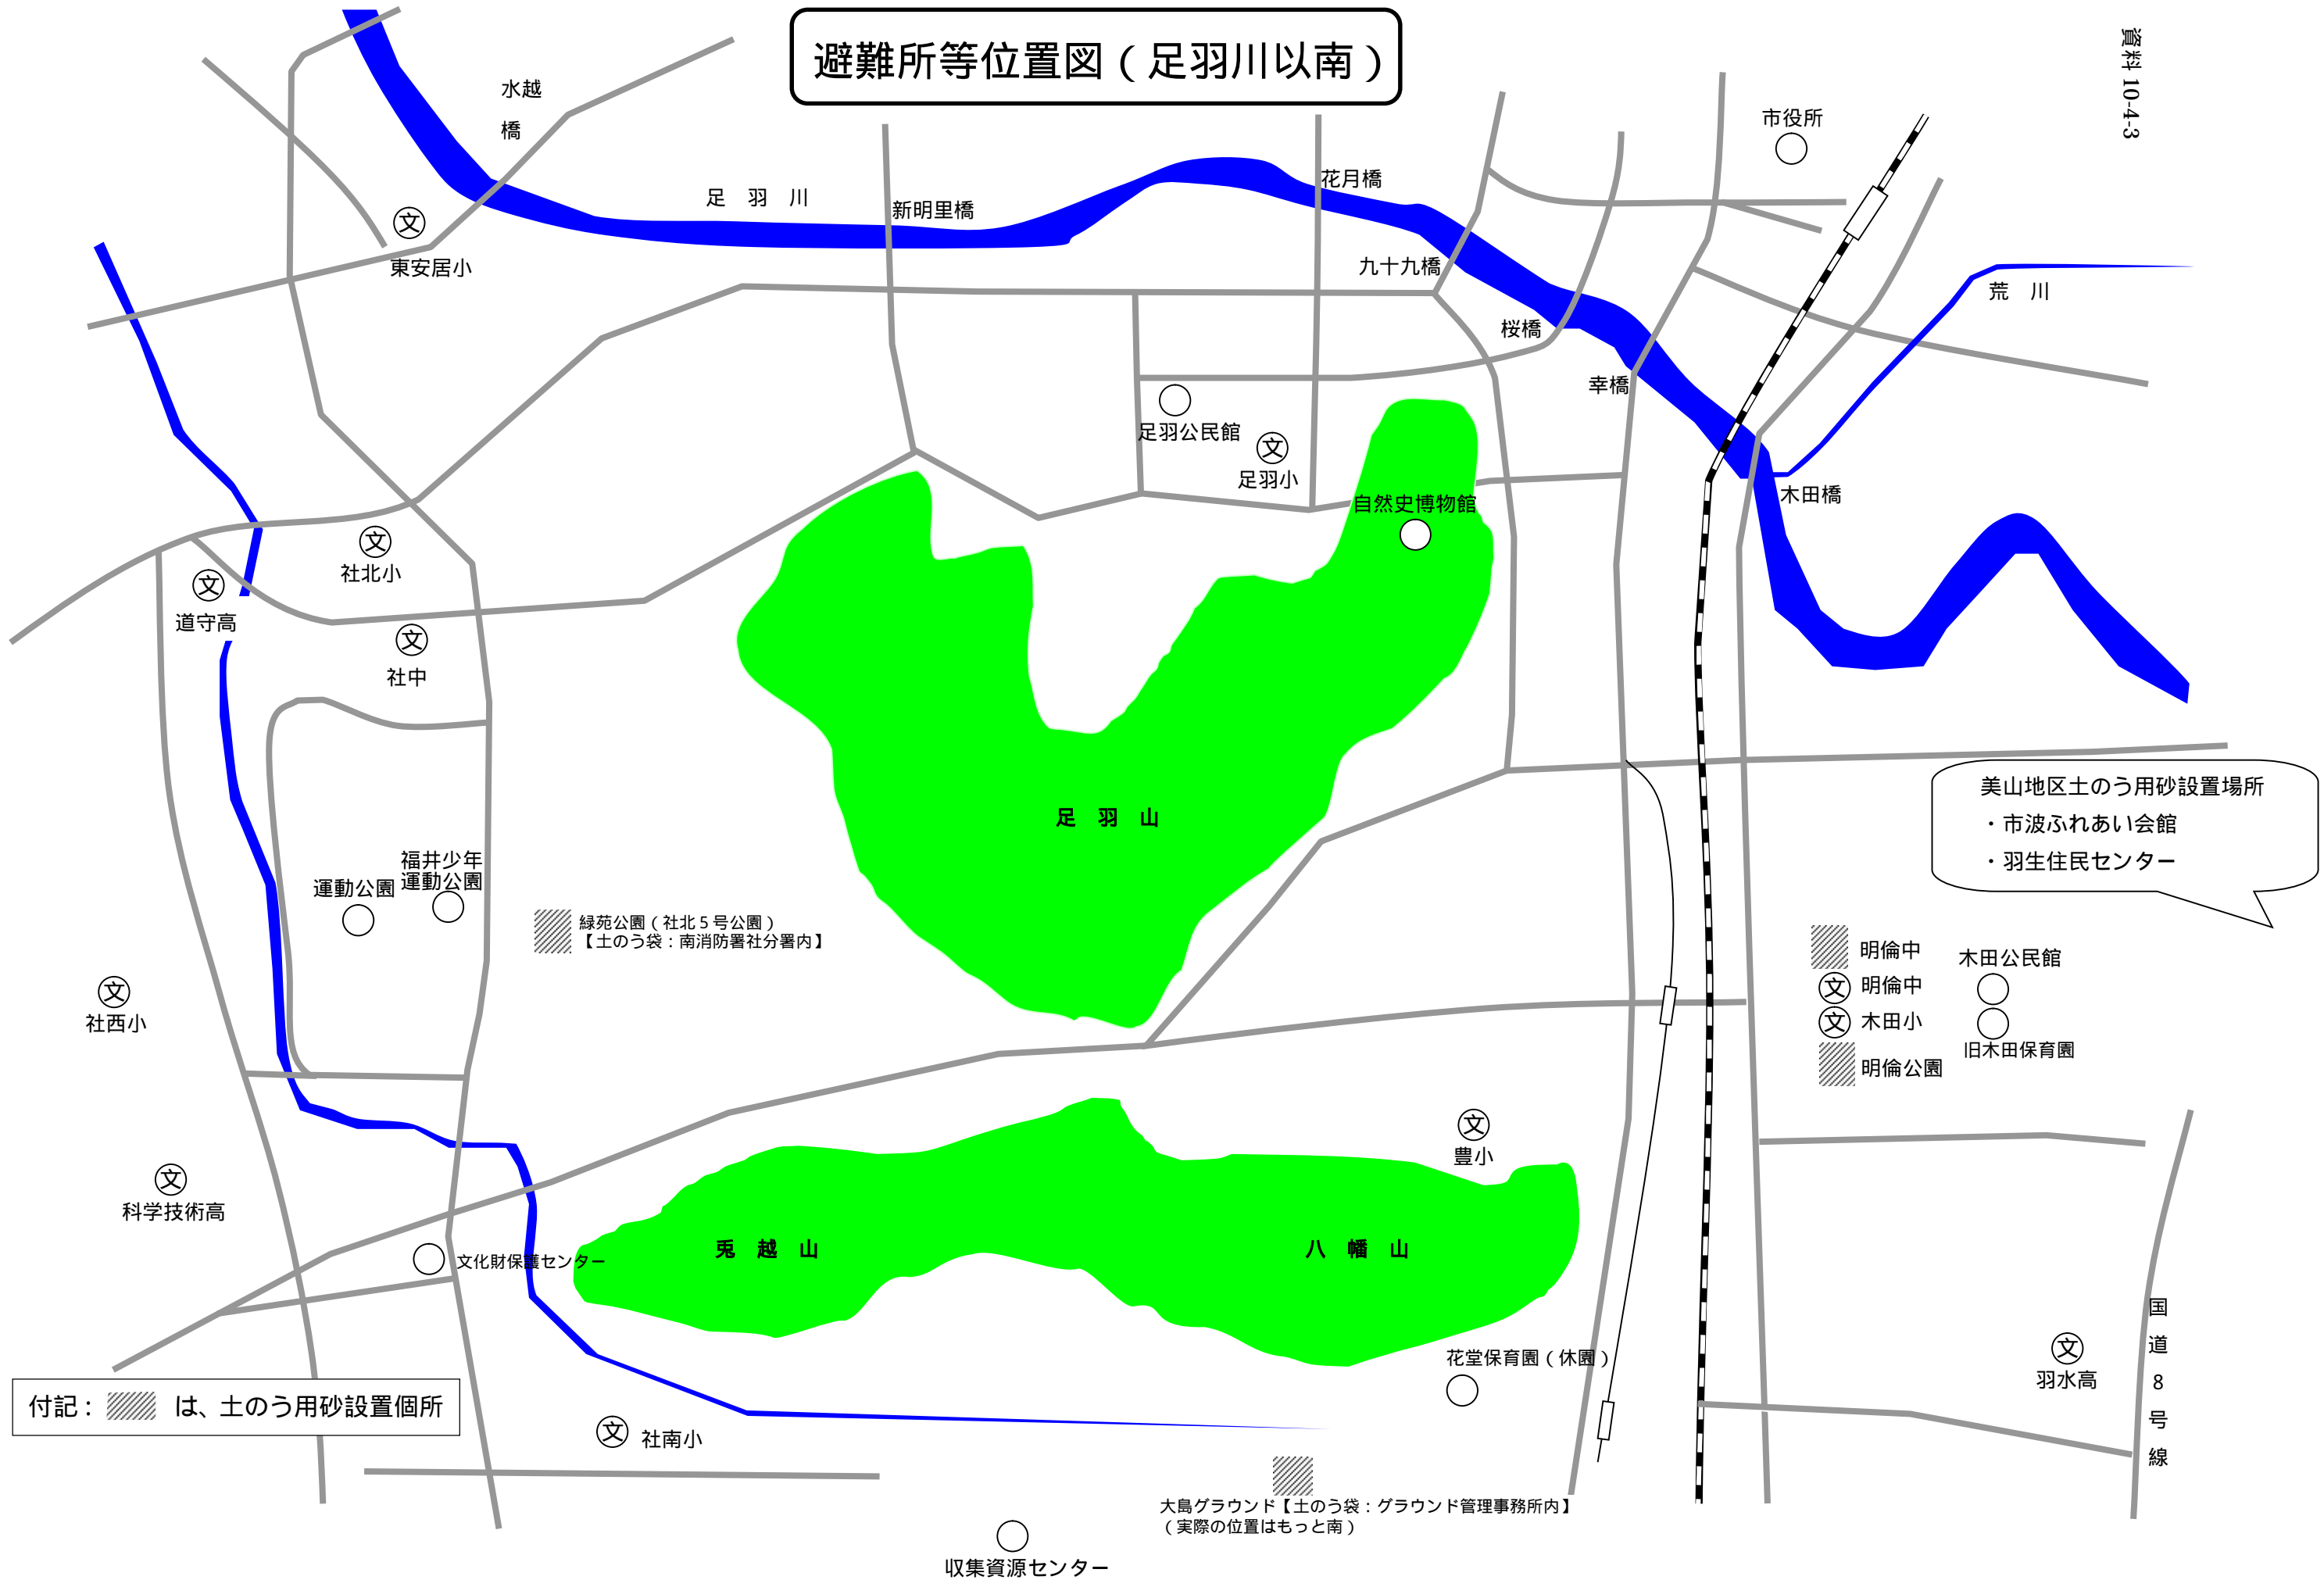 避難所等位置図（足羽川以南）
資料 10-4-3
水越
橋
市役所
足　羽　川
新明里橋
花月橋
文
東安居小
九十九橋
荒　川
桜橋
幸橋
足羽公民館
文
足羽小
自然史博物館
木田橋
文
社北小
文
道守高
文
社中
足　羽　山
美山地区土のう用砂設置場所
・市波ふれあい会館
・羽生住民センター
福井少年
運動公園
運動公園
緑苑公園（社北５号公園）
【土のう袋：南消防署社分署内】
明倫中
文 明倫中
文 木田小
明倫公園
木田公民館
旧木田保育園
文
社西小
文
豊小
文
科学技術高
文化財保護センター
兎　越　山
八　幡　山
国
道
8
号
線
文
羽水高
花堂保育園（休園）
付記： は、土のう用砂設置個所
文 社南小
大島グラウンド【土のう袋：グラウンド管理事務所内】
（実際の位置はもっと南）
収集資源センター